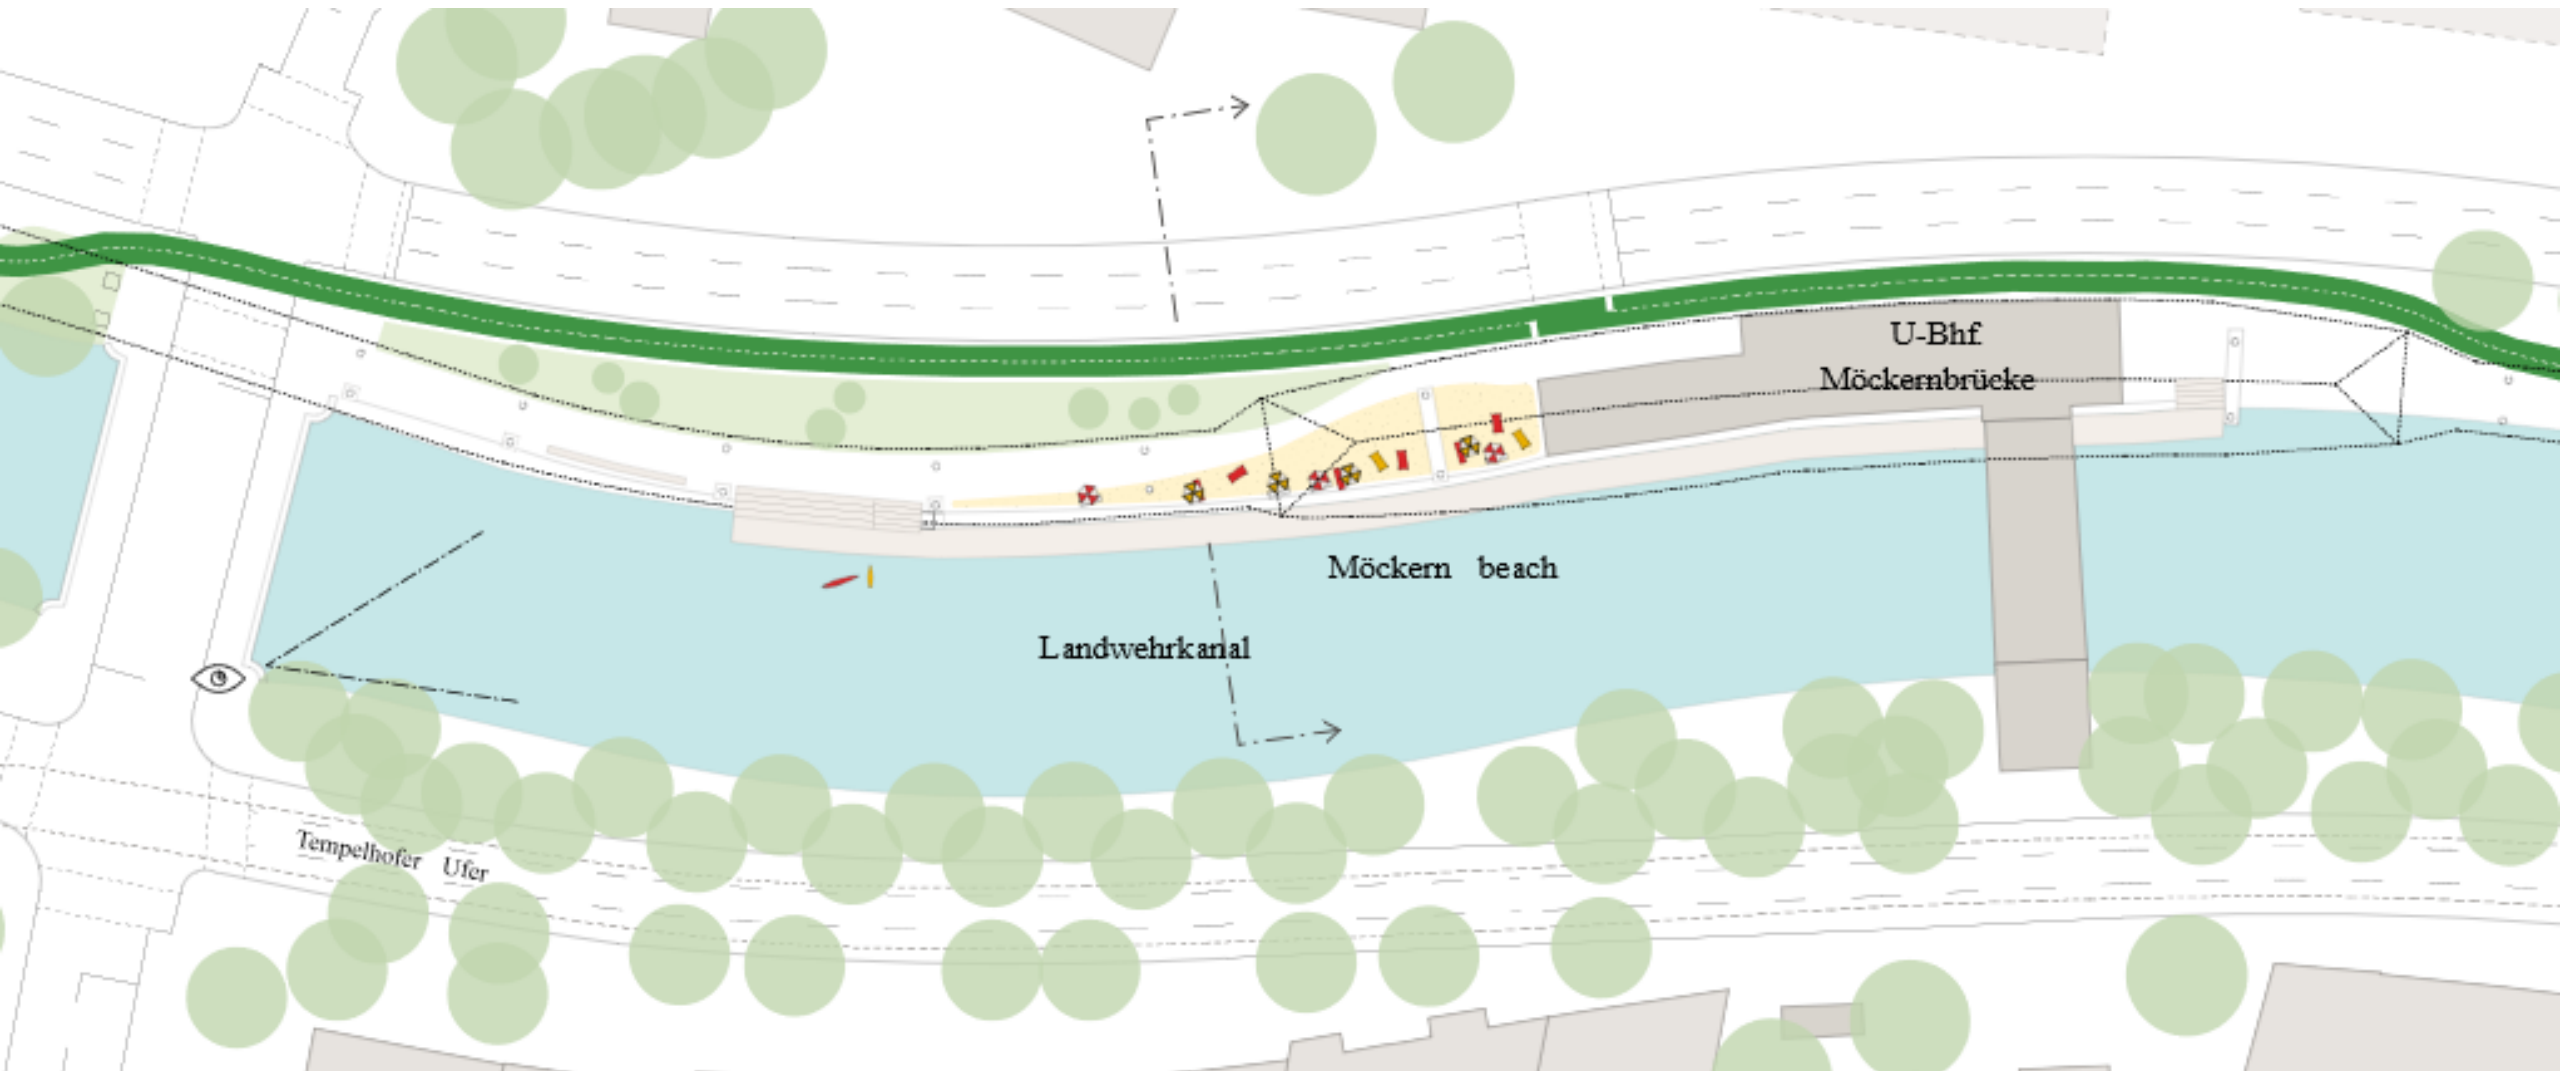 U-Bhf
Möckernbrücke
Möckern beach
Landwehrkanal
Tempelhofer Ufer